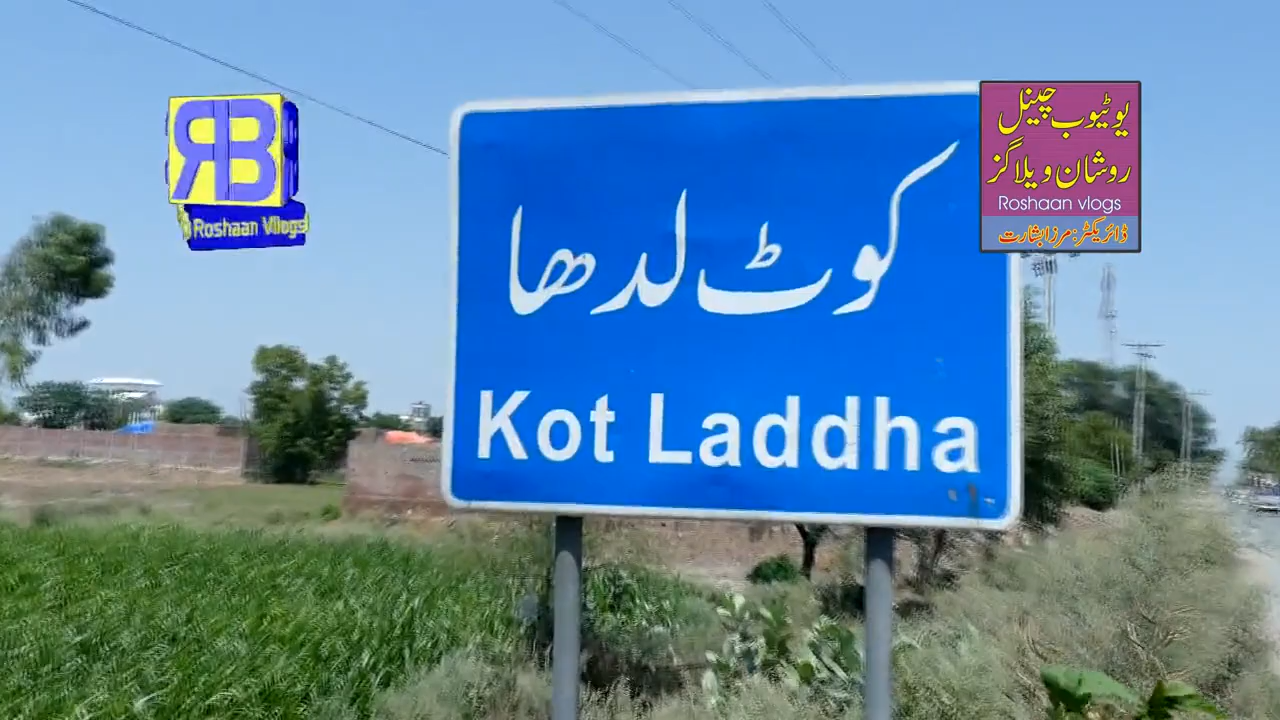 RB
Roshaan Vlogs
یوٹیوب چینل
روشان ویلاگز
Roshaan vlogs
ڈائریکٹر: مرزا بشارت
کوٹ لدھا
Kot Laddha